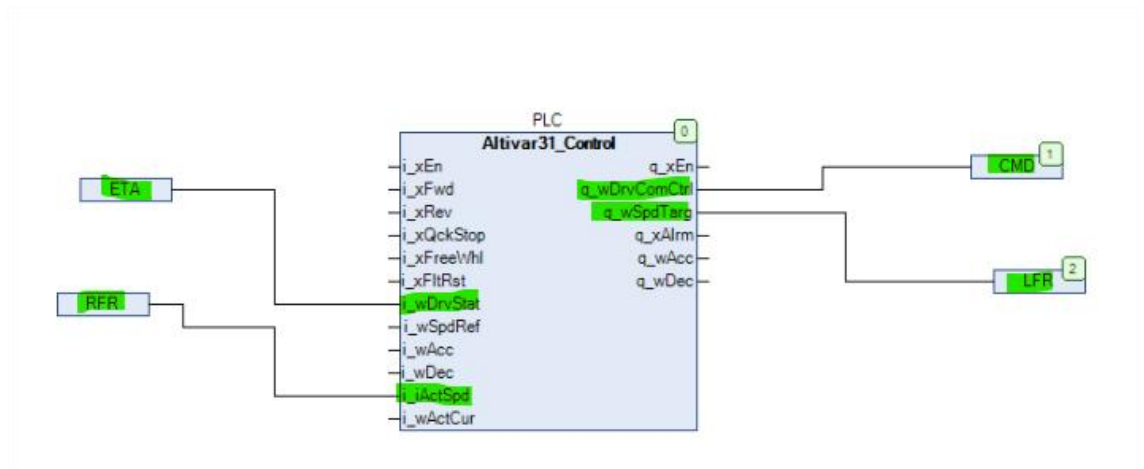 PLC
0
Altivar31_Control
i_xEn q_xEn
ETA i_xFwd q_wDrvComCtrl CMD 1
i_xRev q_wSpdTarg
i_xQckStop q_xAlrm
i_xFreeWhl q_wAcc
i_xFltRst q_wDec LFR 2
RFR i_wDrvStat
i_wSpdRef
i_wAcc
i_wDec
i_iActSpd
i_wActCur